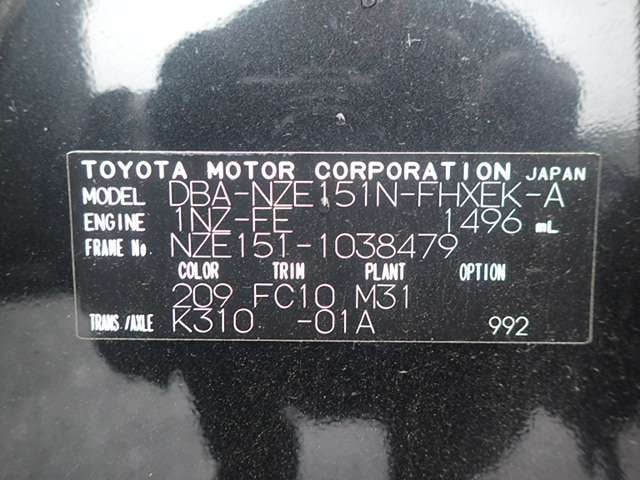 TOYOTA MOTOR CORPORATION JAPAN
MODEL DBA-NZE151N-FHXEK-A
ENGINE 1NZ-FE 1496 mL
FRAME No NZE151-1038479
COLOR TRIM PLANT OPTION
209 FC10 M31
TRANS./AXLE K310 -01A 992